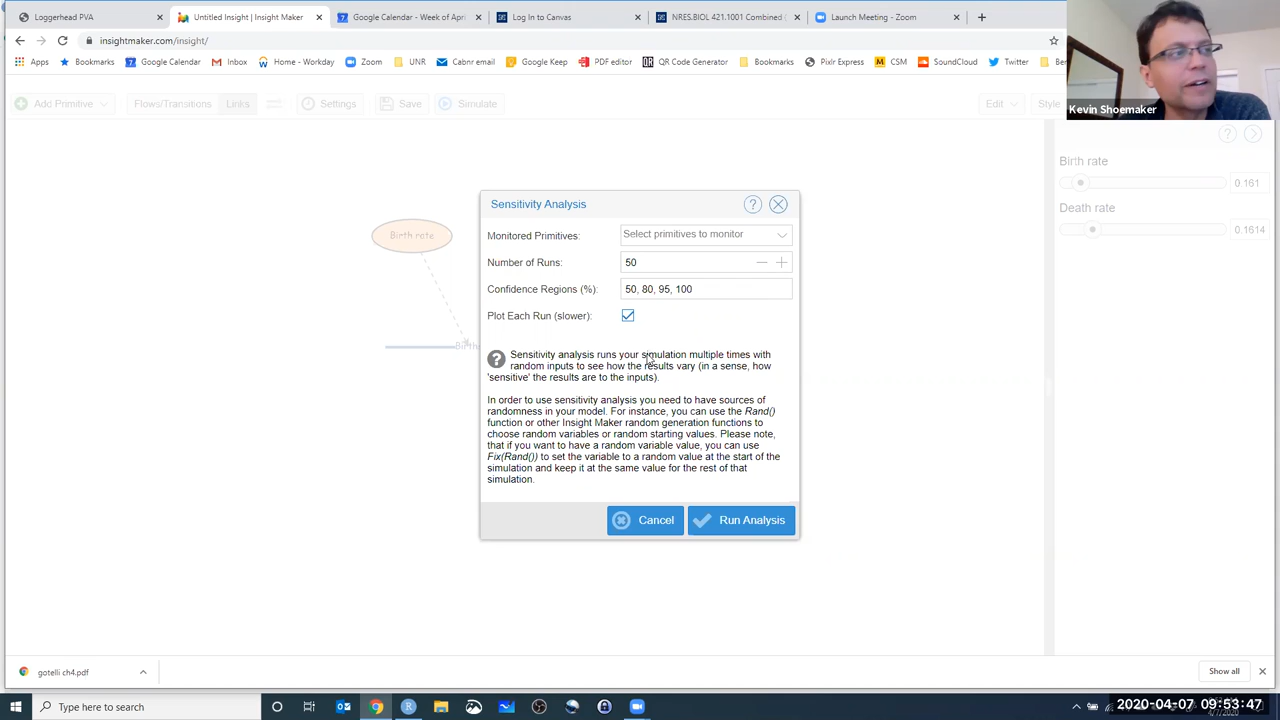 Loggerhead PVA
Untitled Insight | Insight Maker
Google Calendar - Week of Apri
Log In to Canvas
NRES.BIOL 421.1001 Combined (
Launch Meeting - Zoom
insightmaker.com/insight/
Apps
Bookmarks
Google Calendar
Inbox
Home - Workday
Zoom
UNR
Cabnr email
Google Keep
PDF editor
QR Code Generator
Bookmarks
Pixlr Express
CSM
SoundCloud
Twitter
Ber
Kevin Shoemaker
Add Primitive
Flows/Transitions
Links
Settings
Save
Simulate
Edit
Style
Birth rate
0.161
Death rate
0.1614
Birth rate
Birth
Sensitivity Analysis
Monitored Primitives: Select primitives to monitor
Number of Runs: 50
Confidence Regions (%): 50, 80, 95, 100
Plot Each Run (slower):
Sensitivity analysis runs your simulation multiple times with
random inputs to see how the results vary (in a sense, how
'sensitive' the results are to the inputs).
In order to use sensitivity analysis you need to have sources of
randomness in your model. For instance, you can use the Rand()
function or other Insight Maker random generation functions to
choose random variables or random starting values. Please note,
that if you want to have a random variable value, you can use
Fix(Rand()) to set the variable to a random value at the start of the
simulation and keep it at the same value for the rest of that
simulation.
Cancel
Run Analysis
gotelli ch4.pdf
Show all
Type here to search
2020-04-07 09:53:47